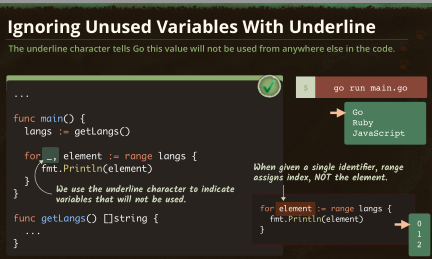 Ignoring Unused Variables With Underline
The underline character tells Go this value will not be used from anywhere else in the code.
...
func main() {
langs := getLangs()
for _, element := range langs {
fmt.Println(element)
}
}
We use the underline character to indicate
variables that will not be used.
func getLangs() []string {
...
}
$ go run main.go
Go
Ruby
JavaScript
When given a single identifier, range
assigns index, NOT the element.
for element := range langs {
fmt.Println(element)
}
0
1
2